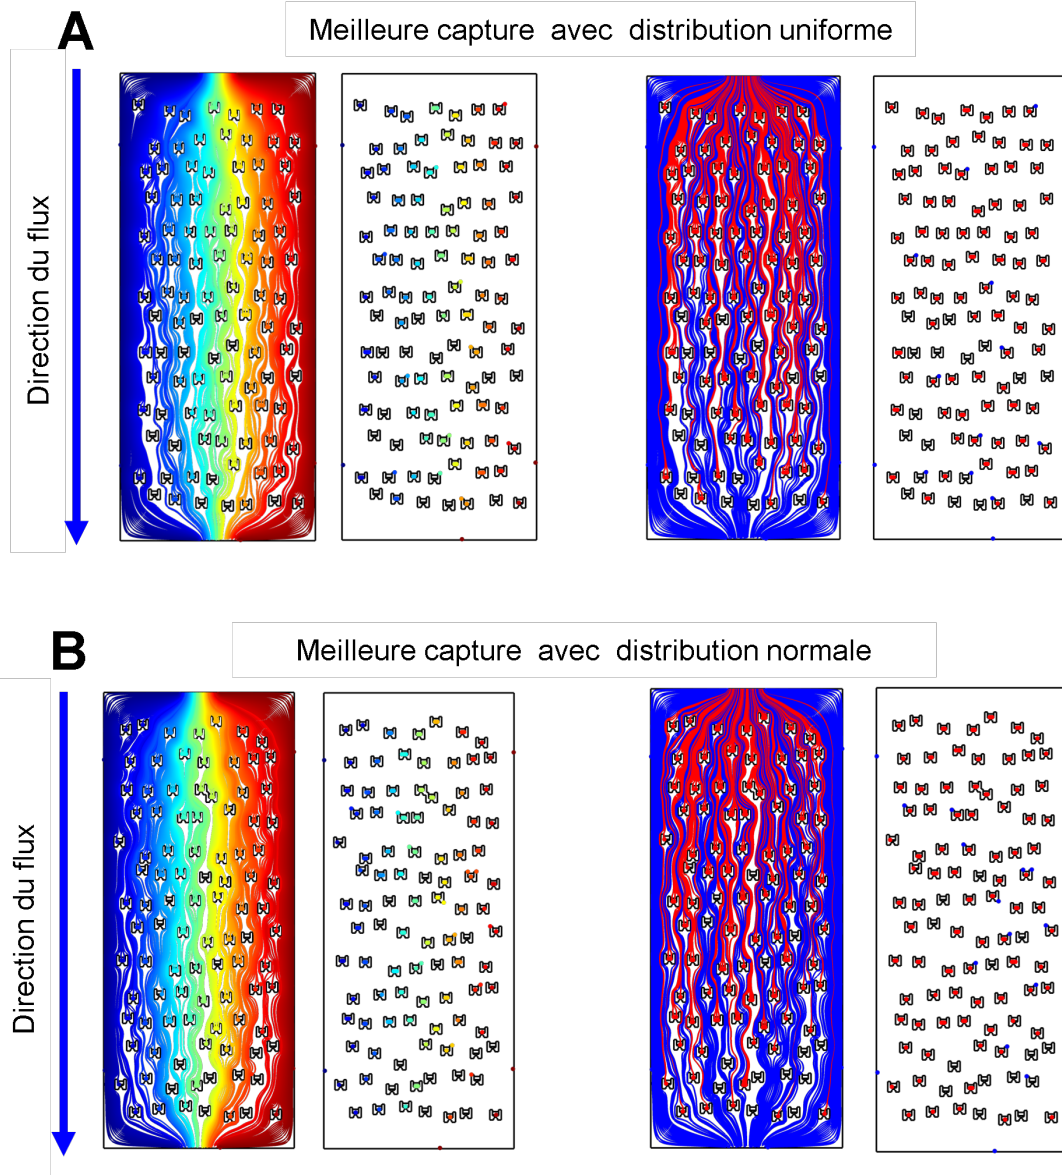 A
Meilleure capture avec distribution uniforme
Direction du flux
B
Meilleure capture avec distribution normale
Direction du flux